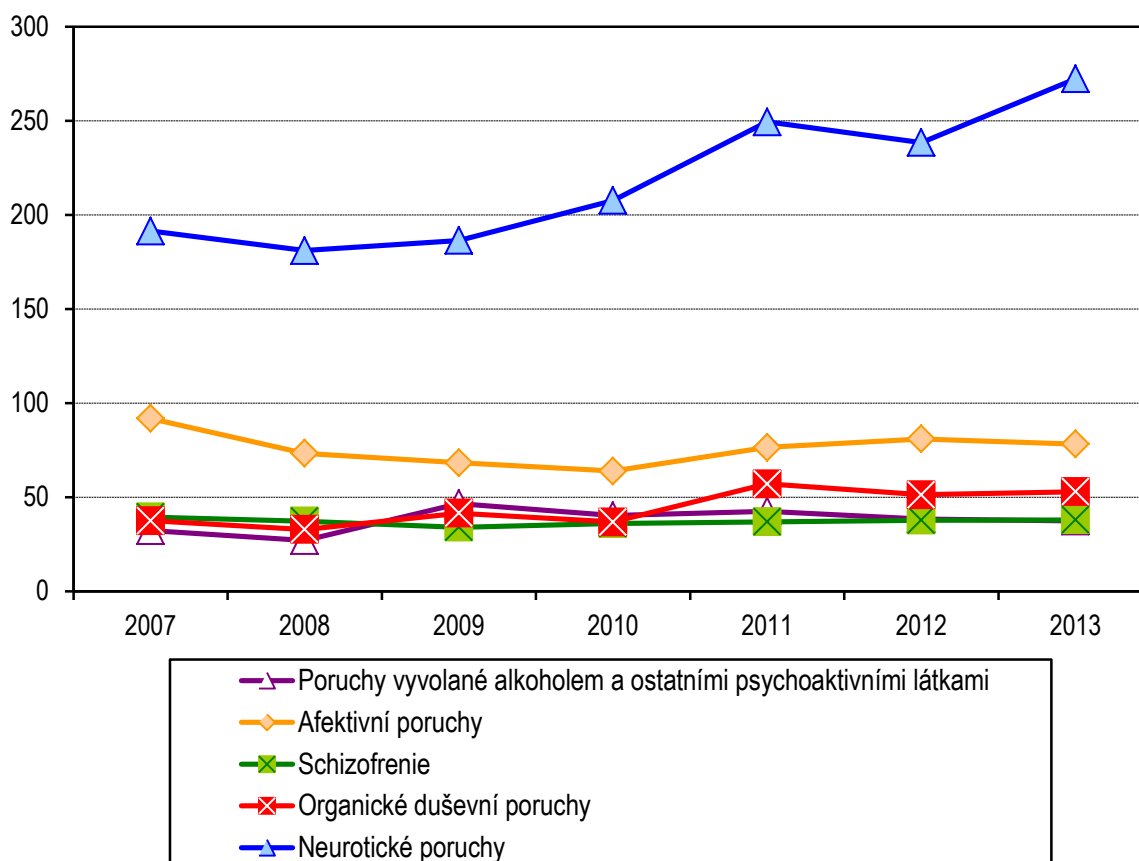 300
250
200
150
100
50
0
2007 2008 2009 2010 2011 2012 2013
Poruchy vyvolané alkoholem a ostatními psychoaktivními látkami
Afektivní poruchy
Schizofrenie
Organické duševní poruchy
Neurotické poruchy